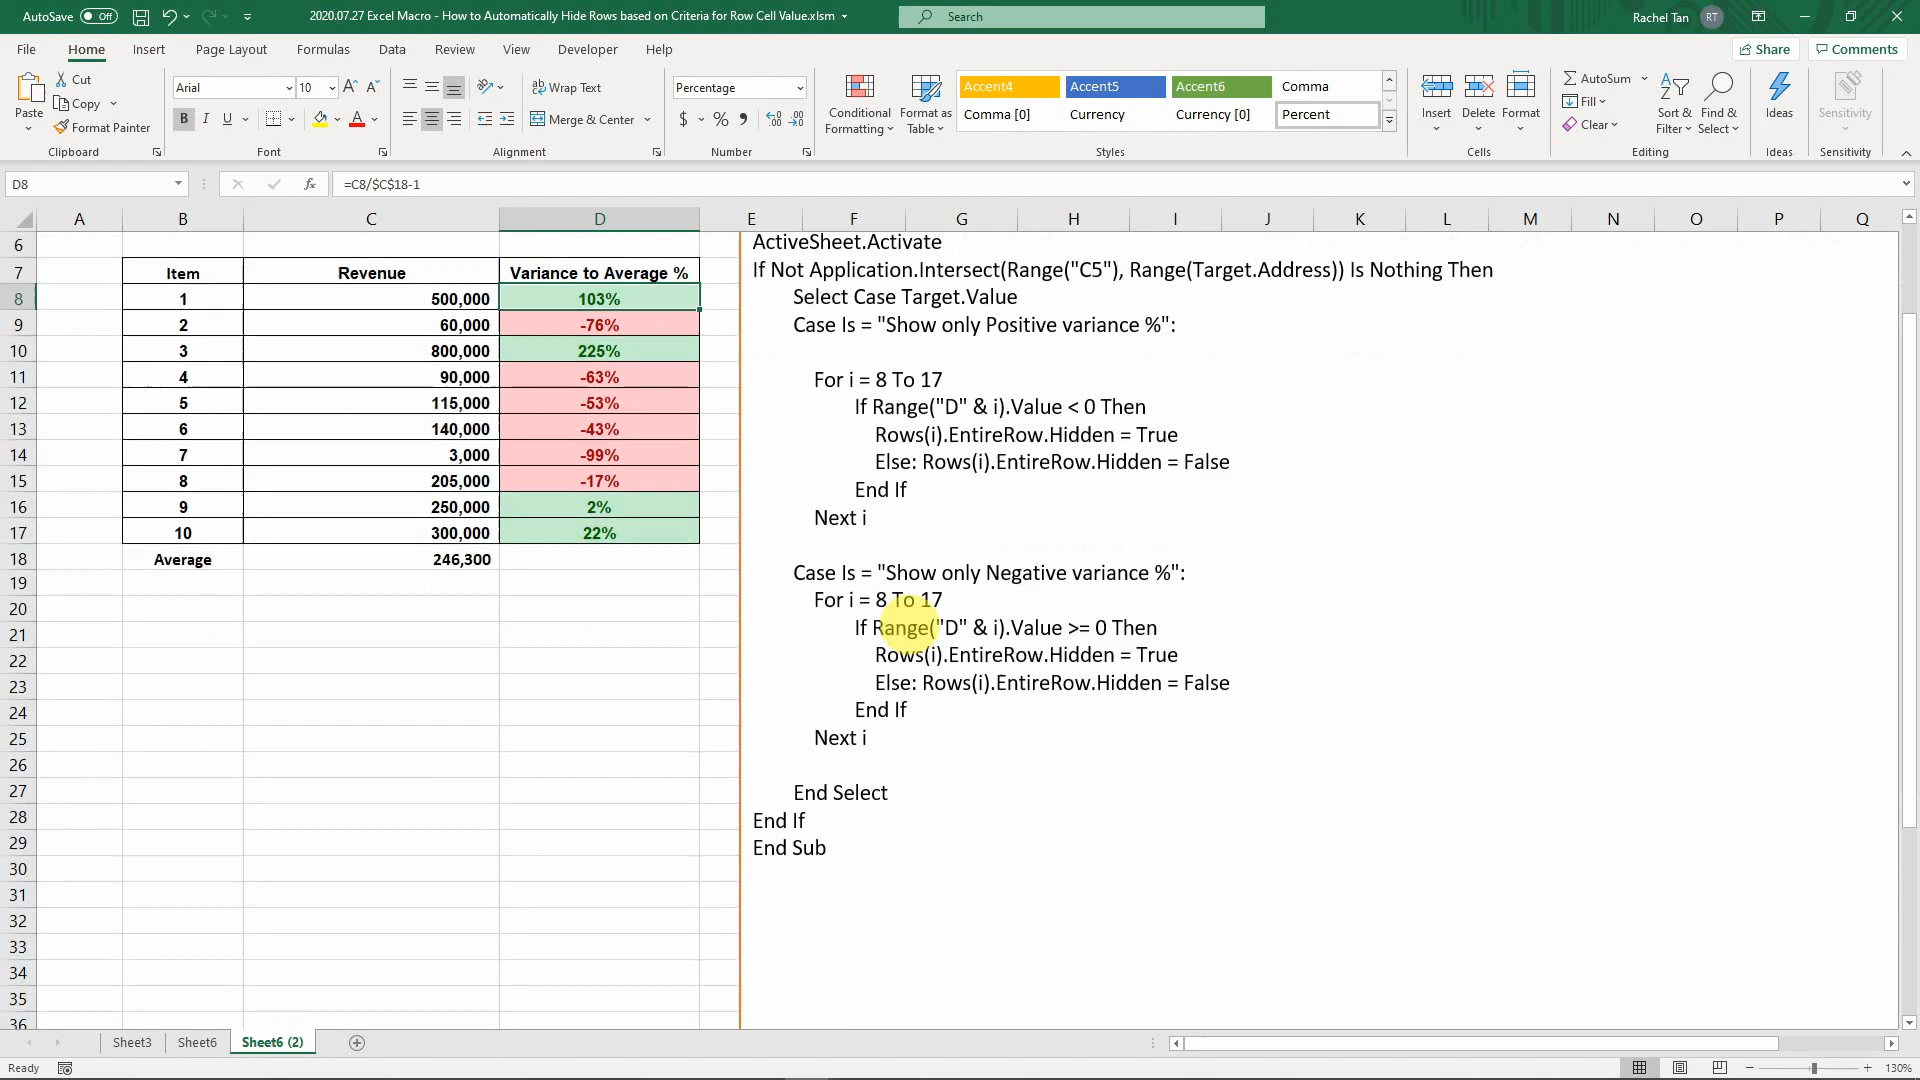 AutoSave Off 2020.07.27 Excel Macro - How to Automatically Hide Rows based on Criteria for Row Cell Value.xlsm Search Rachel Tan RT
File Home Insert Page Layout Formulas Data Review View Developer Help Share Comments
Paste
Cut
Copy
Format Painter
Clipboard
Arial 10
B I U
Font
Wrap Text
Merge & Center
Alignment
Percentage
$ % 9
Number
Conditional Formatting
Format as Table
Accent4 Accent5 Accent6 Comma
Comma [0] Currency Currency [0] Percent
Styles
Insert Delete Format
Cells
AutoSum
Fill
Clear
Sort & Filter
Find & Select
Editing
Ideas
Ideas
Sensitivity
Sensitivity
D8 fx =C8/$C$18-1
A B C D E F G H I J K L M N O P Q
6
7 Item Revenue Variance to Average %
8 1 500,000 103%
9 2 60,000 -76%
10 3 800,000 225%
11 4 90,000 -63%
12 5 115,000 -53%
13 6 140,000 -43%
14 7 3,000 -99%
15 8 205,000 -17%
16 9 250,000 2%
17 10 300,000 22%
18 Average 246,300
19
20
21
22
23
24
25
26
27
28
29
30
31
32
33
34
35
36
ActiveSheet.Activate
If Not Application.Intersect(Range("C5"), Range(Target.Address)) Is Nothing Then
Select Case Target.Value
Case Is = "Show only Positive variance %":
For i = 8 To 17
If Range("D" & i).Value < 0 Then
Rows(i).EntireRow.Hidden = True
Else: Rows(i).EntireRow.Hidden = False
End If
Next i
Case Is = "Show only Negative variance %":
For i = 8 To 17
If Range("D" & i).Value >= 0 Then
Rows(i).EntireRow.Hidden = True
Else: Rows(i).EntireRow.Hidden = False
End If
Next i
End Select
End If
End Sub
Sheet3 Sheet6 Sheet6 (2)
Ready 130%